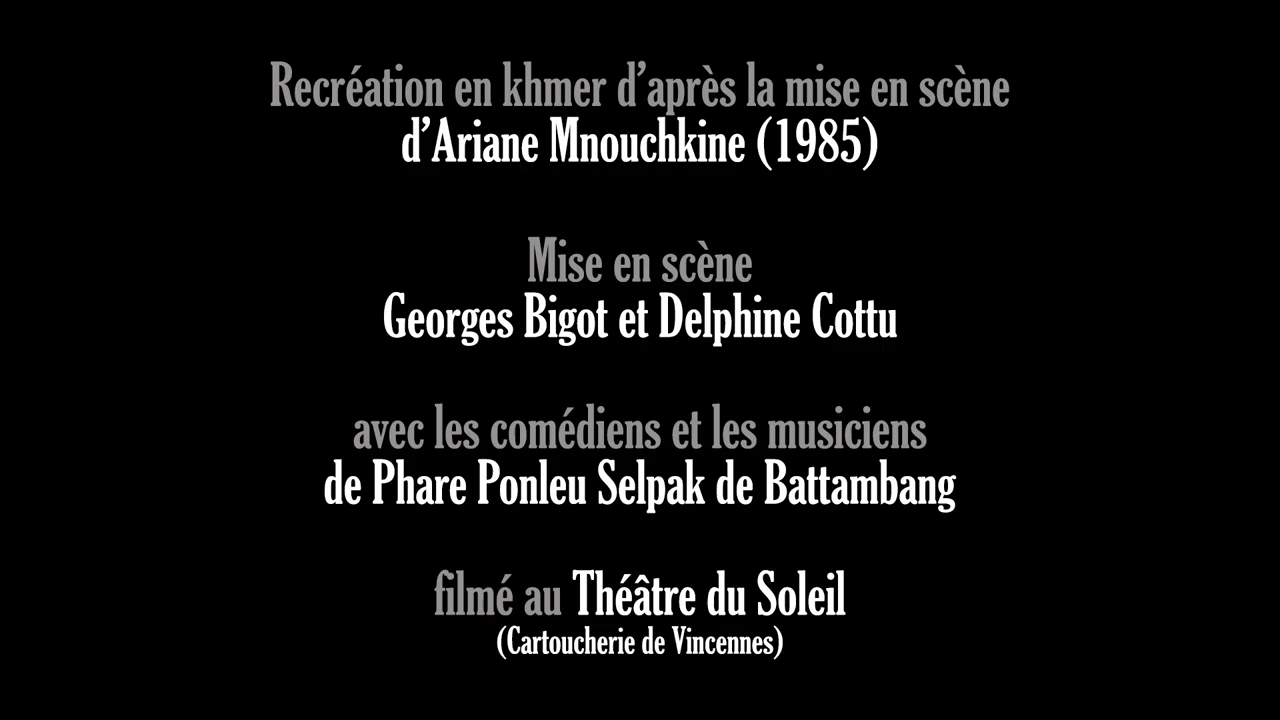 Recréation en khmer d’après la mise en scène
d’Ariane Mnouchkine (1985)
Mise en scène
Georges Bigot et Delphine Cottu
avec les comédiens et les musiciens
de Phare Ponleu Selpak de Battambang
filmé au Théâtre du Soleil
(Cartoucherie de Vincennes)